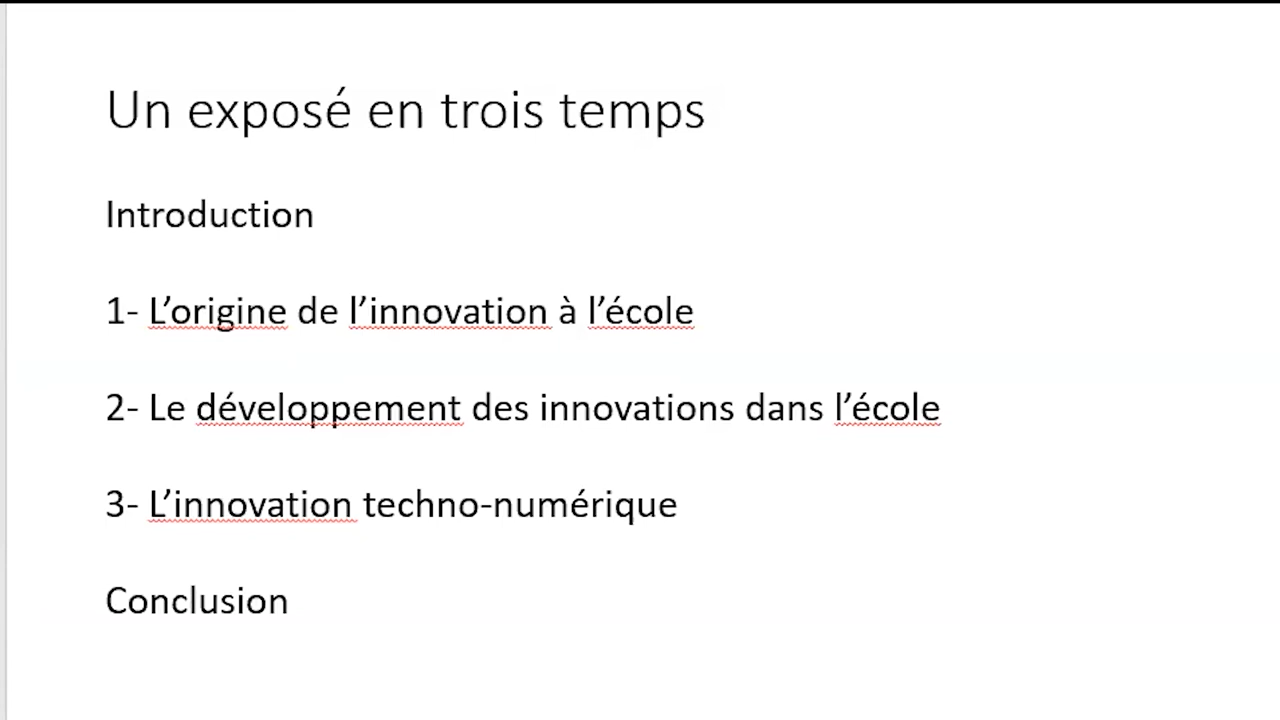 Un exposé en trois temps
Introduction
1- L’origine de l’innovation à l’école
2- Le développement des innovations dans l’école
3- L’innovation techno-numérique
Conclusion